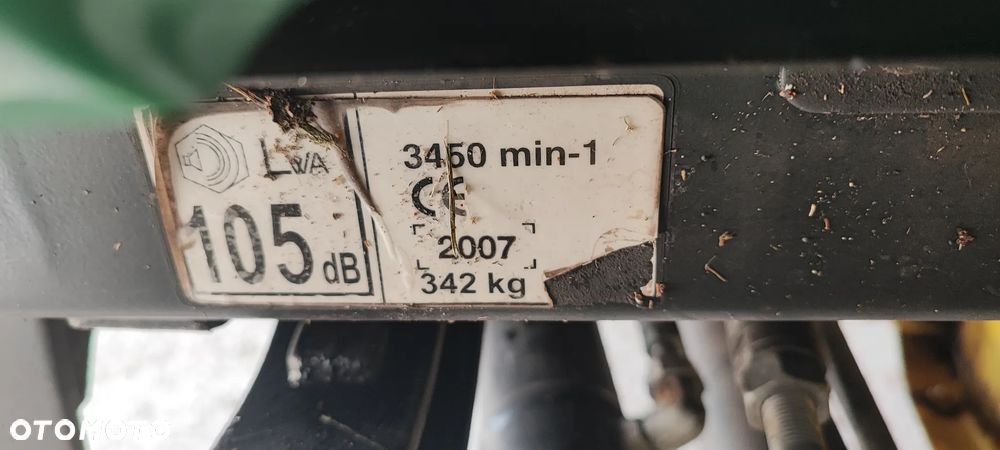 LWA
105 dB
3450 min-1
CE
2007
342 kg
OTOMOTO